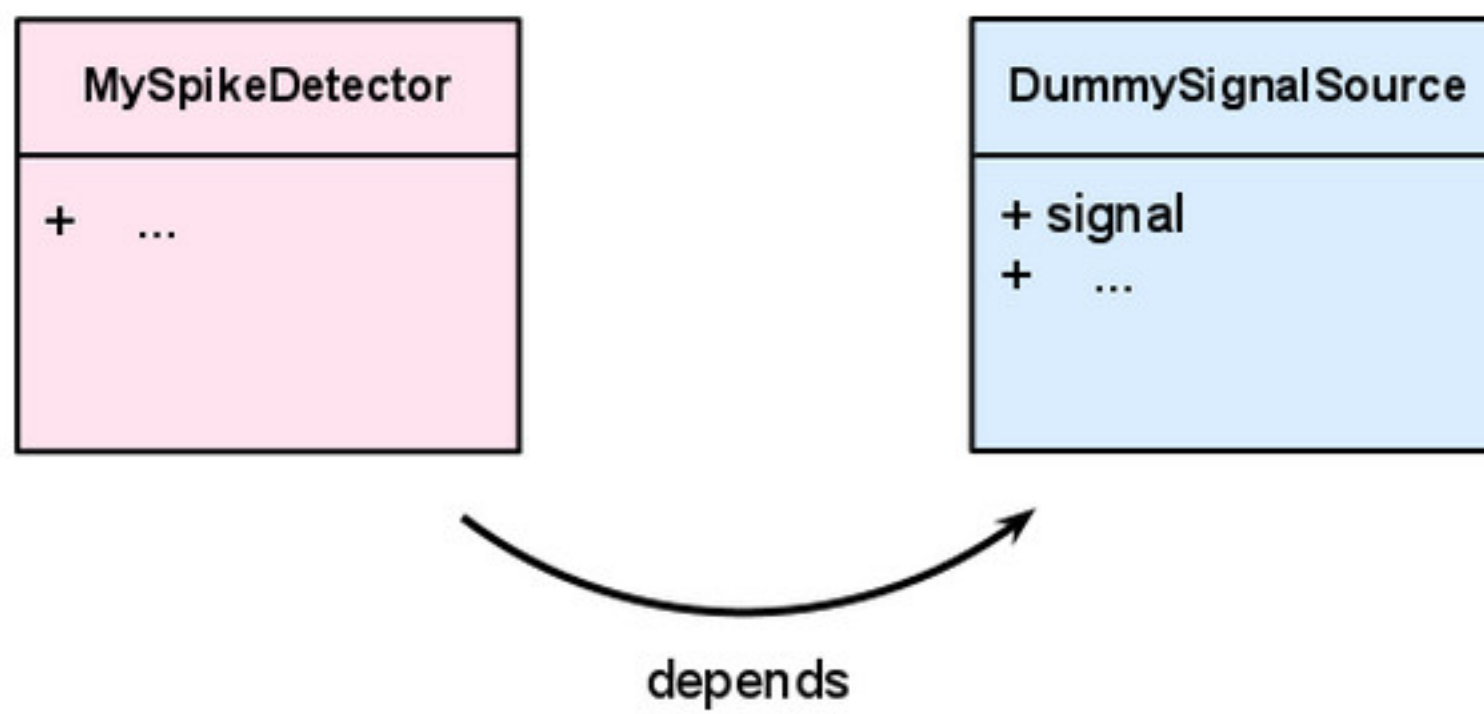 MySpikeDetector
+ ...
DummySignalSource
+ signal
+ ...
depends